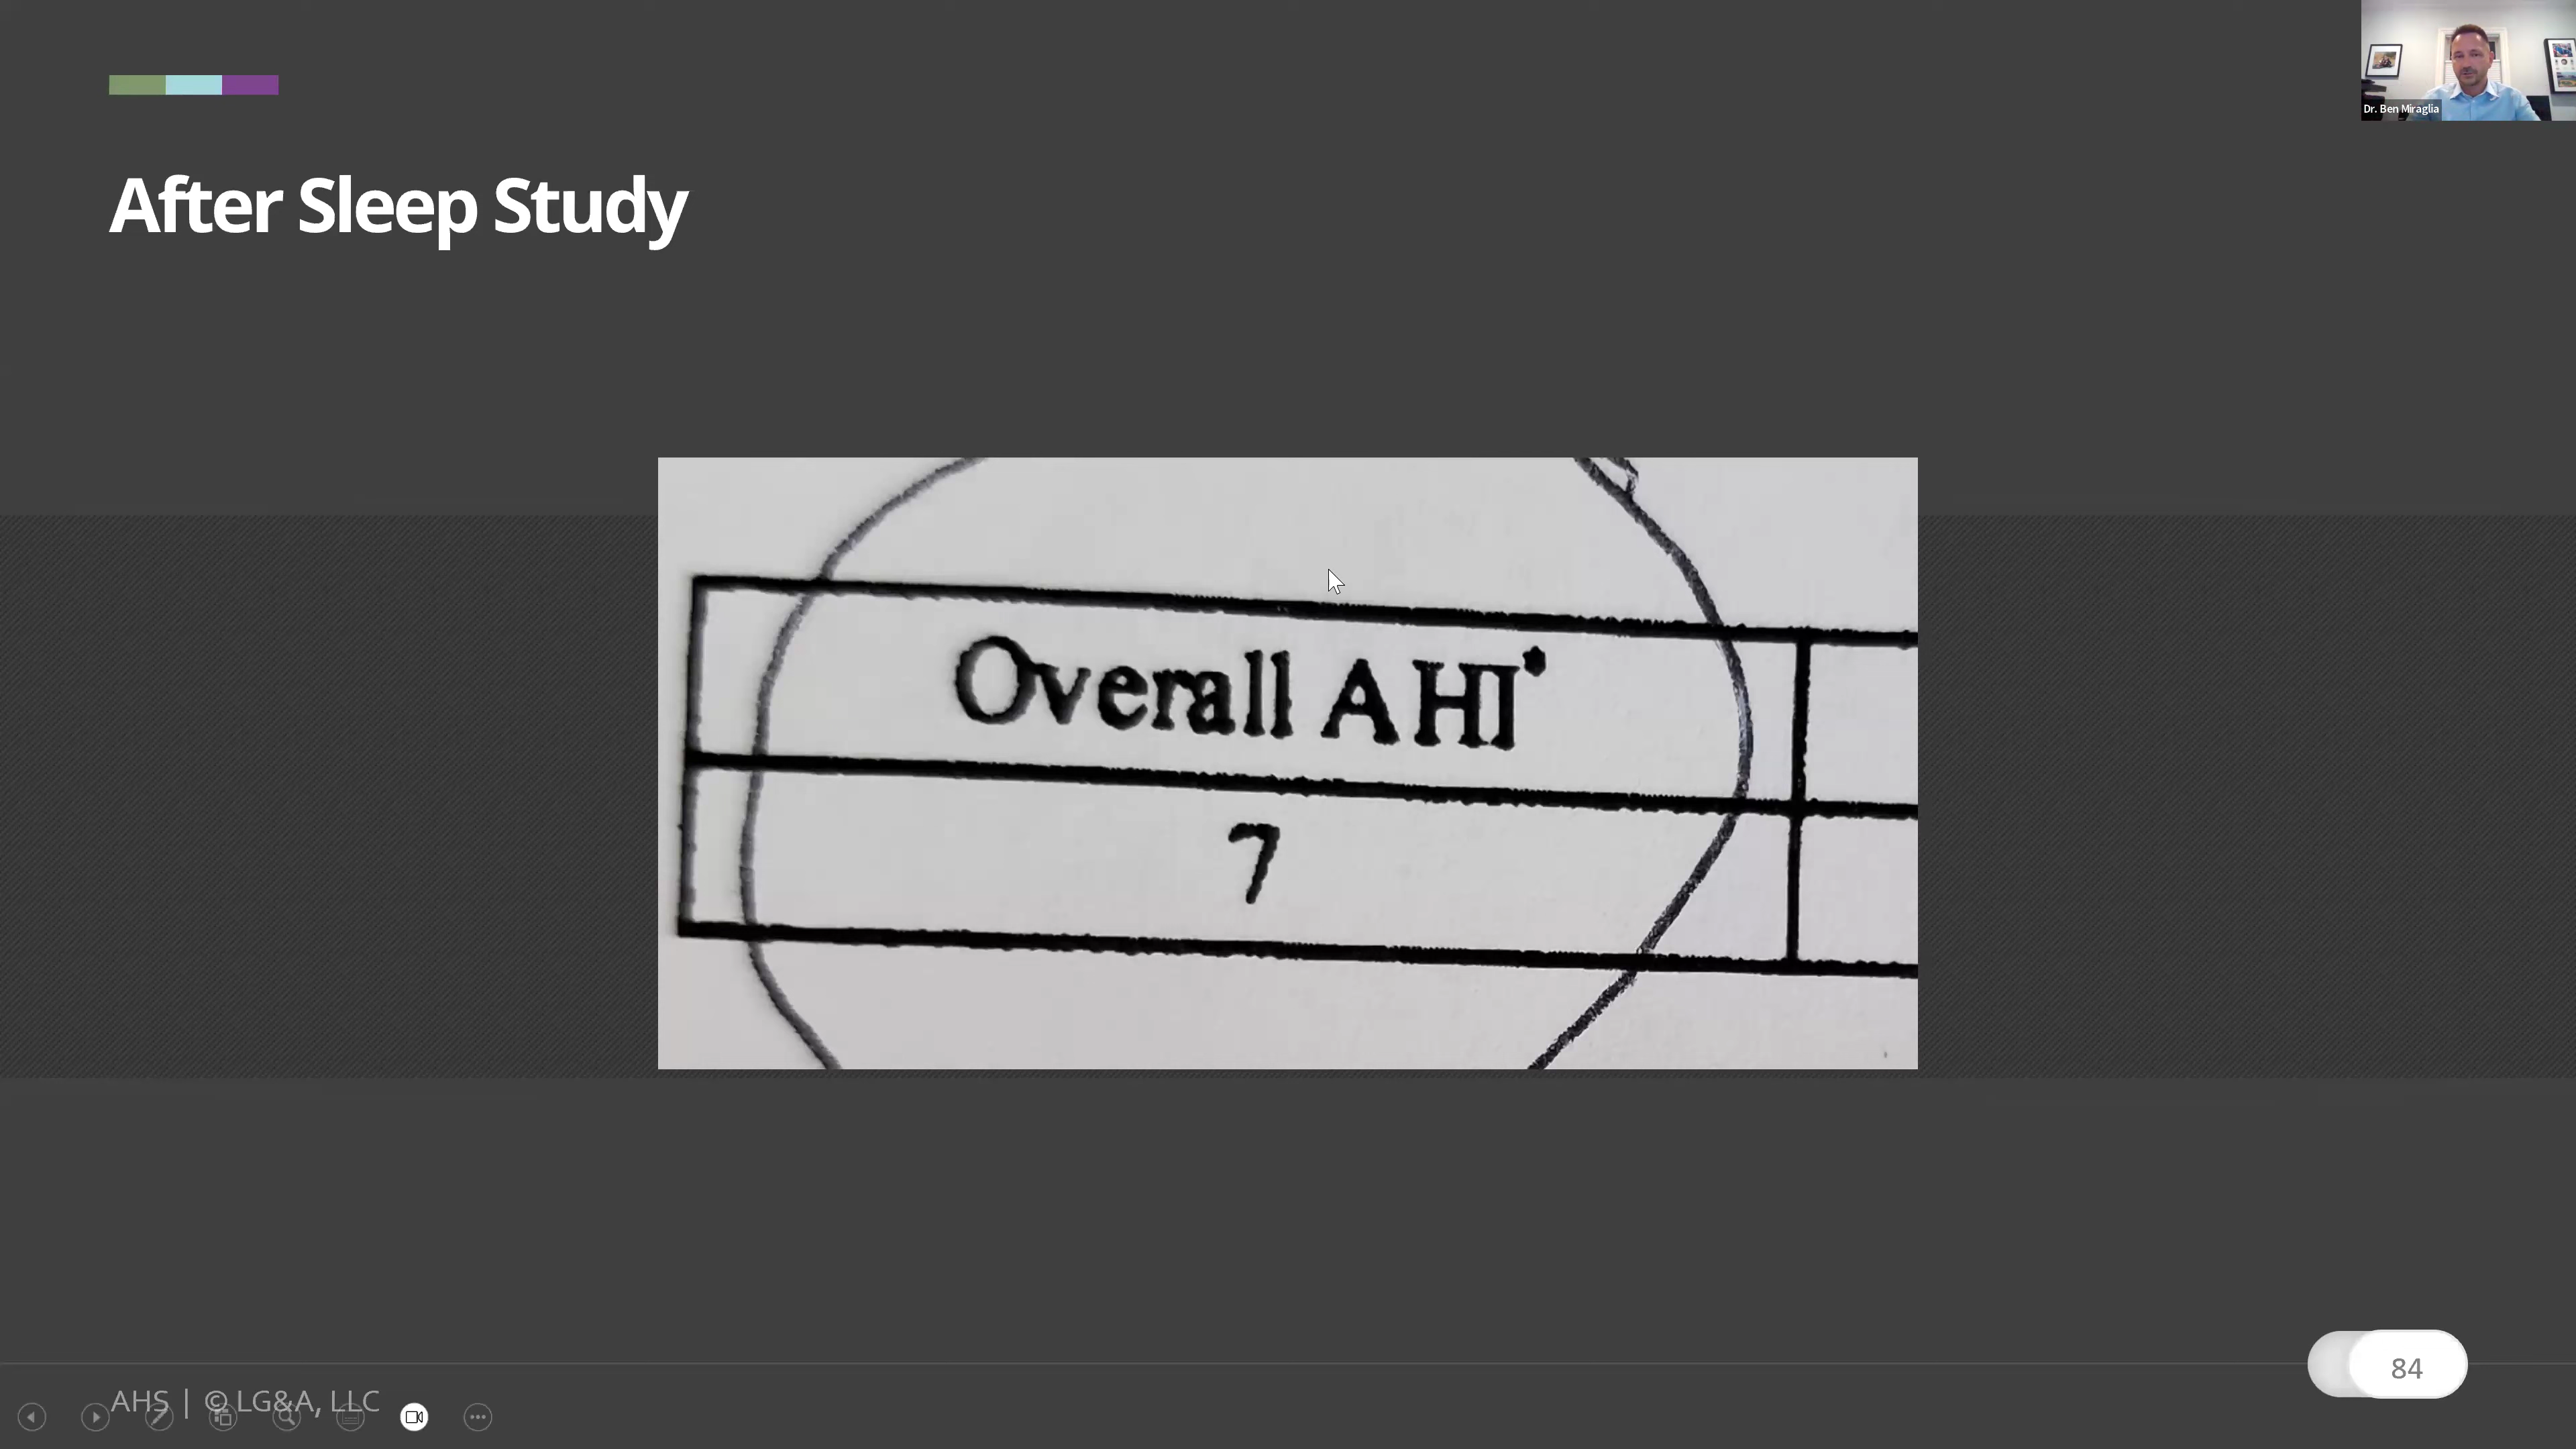 Dr. Ben Miraglia
After Sleep Study
Overall AHI*
7
84
AHS | © LG&A, LLC